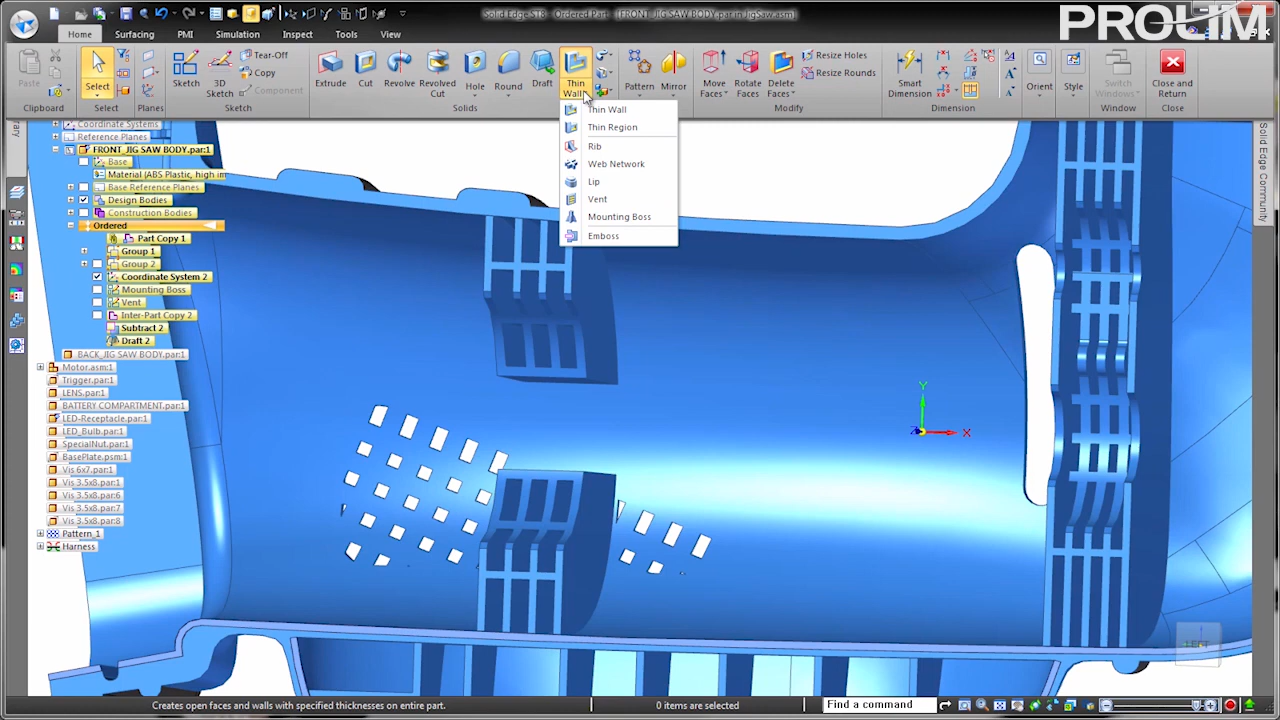 Solid Edge ST8 - Ordered Part - [FRONT_JIG SAW BODY.par in JigSaw.asm]
PROLIM
Home Surfacing PMI Simulation Inspect Tools View
Paste
Clipboard
Select
Select
Planes
Sketch
3D Sketch
Tear-Off
Copy
Component
Sketch
Extrude
Cut
Revolve
Revolved Cut
Hole
Round
Draft
Thin Wall
Solids
Pattern
Mirror
Move Faces
Rotate Faces
Delete Faces
Resize Holes
Resize Rounds
Modify
Smart Dimension
Dimension
Orient
Style
Switch Windows
Window
Close and Return
Close
Thin Wall
Thin Region
Rib
Web Network
Lip
Vent
Mounting Boss
Emboss
Coordinate Systems
Reference Planes
FRONT_JIG SAW BODY.par:1
Base
Material (ABS Plastic, high im
Base Reference Planes
Design Bodies
Construction Bodies
Ordered
Part Copy 1
Group 1
Group 2
Coordinate System 2
Mounting Boss
Vent
Inter-Part Copy 2
Subtract 2
Draft 2
BACK_JIG SAW BODY.par:1
Motor.asm:1
Trigger.par:1
LENS.par:1
BATTERY COMPARTMENT.par:1
LED-Receptacle.par:1
LED_Bulb.par:1
SpecialNut.par:1
BasePlate.psm:1
Vis 6x7.par:1
Vis 3.5x8.par:1
Vis 3.5x8.par:6
Vis 3.5x8.par:7
Vis 3.5x8.par:8
Pattern_1
Harness
Solid Edge Community
Y
X
Z
LEFT
Creates open faces and walls with specified thicknesses on entire part.
0 items are selected
Find a command